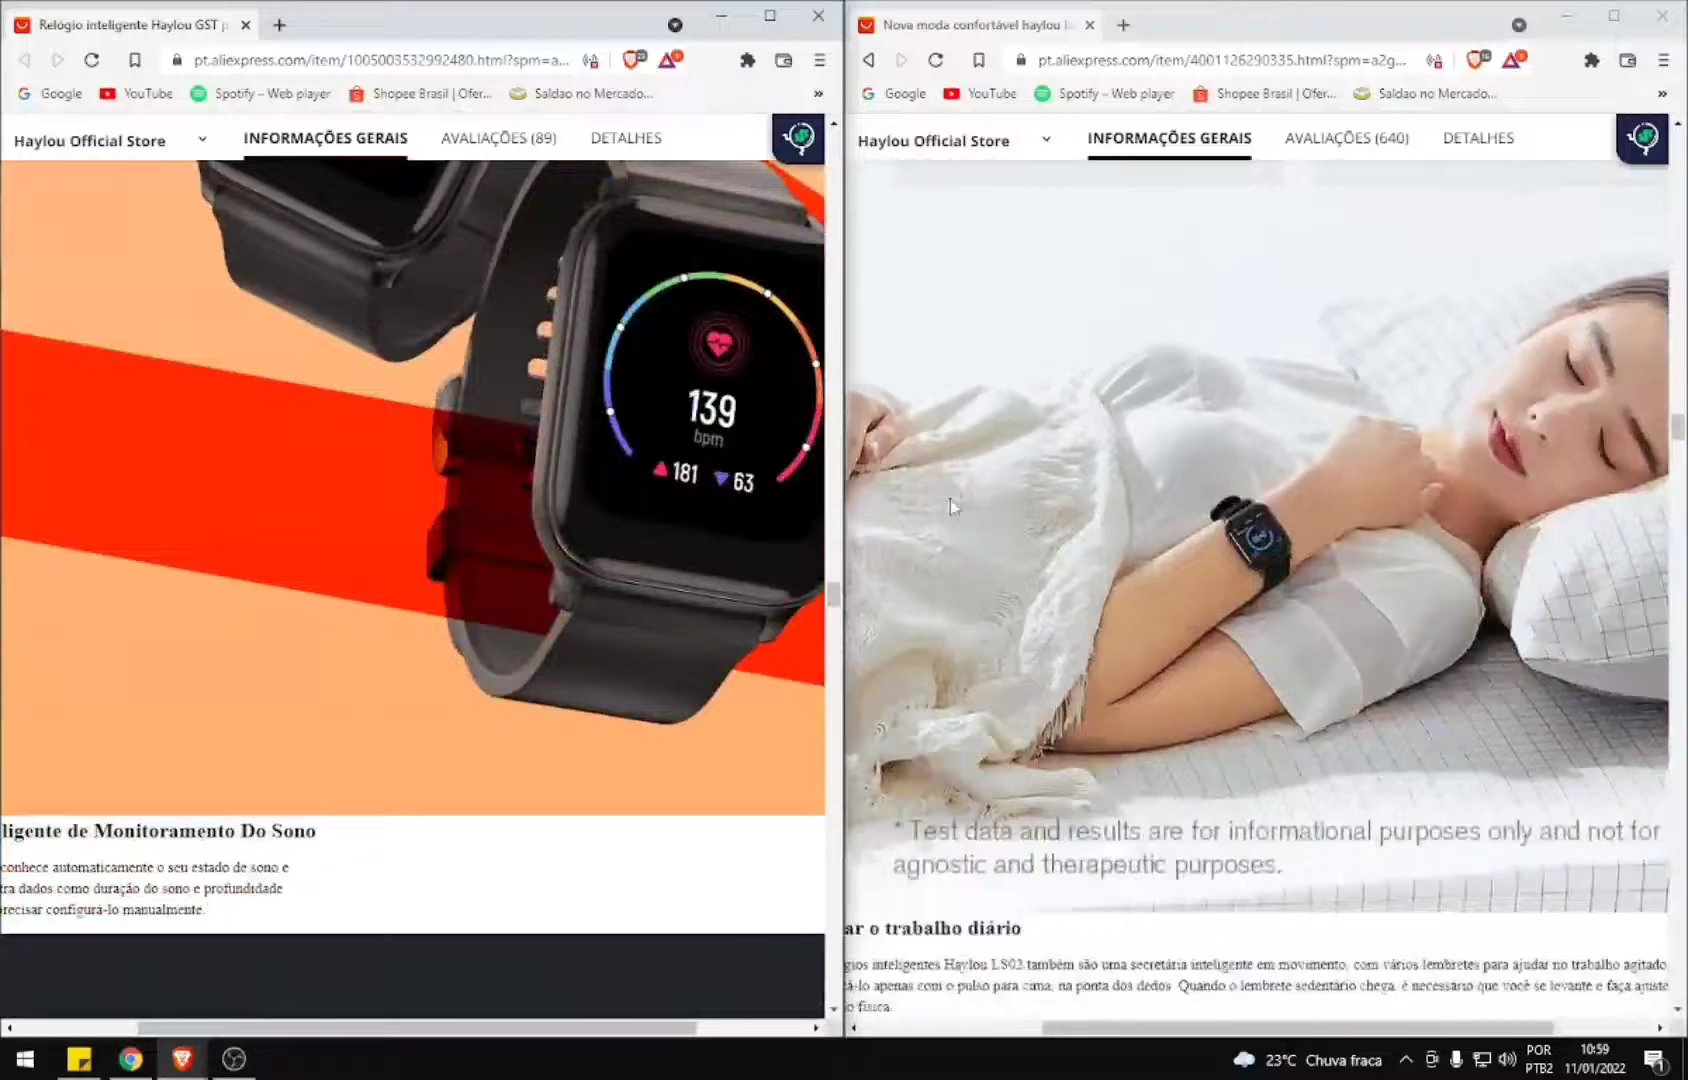 Relógio inteligente Haylou GST p
pt.aliexpress.com/item/1005003532992480.html?spm=a...
Google
YouTube
Spotify – Web player
Shopee Brasil | Ofer...
Saldao no Mercado...
»
Haylou Official Store
INFORMAÇÕES GERAIS
AVALIAÇÕES (89)
DETALHES
139
bpm
181
63
ligente de Monitoramento Do Sono
conhece automaticamente o seu estado de sono e
tra dados como duração do sono e profundidade
recisar configurá-lo manualmente.
Nova moda confortável haylou ls
pt.aliexpress.com/item/4001126290335.html?spm=a2g...
Google
YouTube
Spotify – Web player
Shopee Brasil | Ofer...
Saldao no Mercado...
»
Haylou Official Store
INFORMAÇÕES GERAIS
AVALIAÇÕES (640)
DETALHES
* Test data and results are for informational purposes only and not for
agnostic and therapeutic purposes.
ar o trabalho diário
gios inteligentes Haylou LS02 também são uma secretária inteligente em movimento, com vários lembretes para ajudar no trabalho agitado
á-lo apenas com o pulso para cima, na ponta dos dedos. Quando o lembrete sedentário chega, é necessário que você se levante e faça ajuste
o física.
23°C Chuva fraca
POR
PTB2
10:59
11/01/2022
1